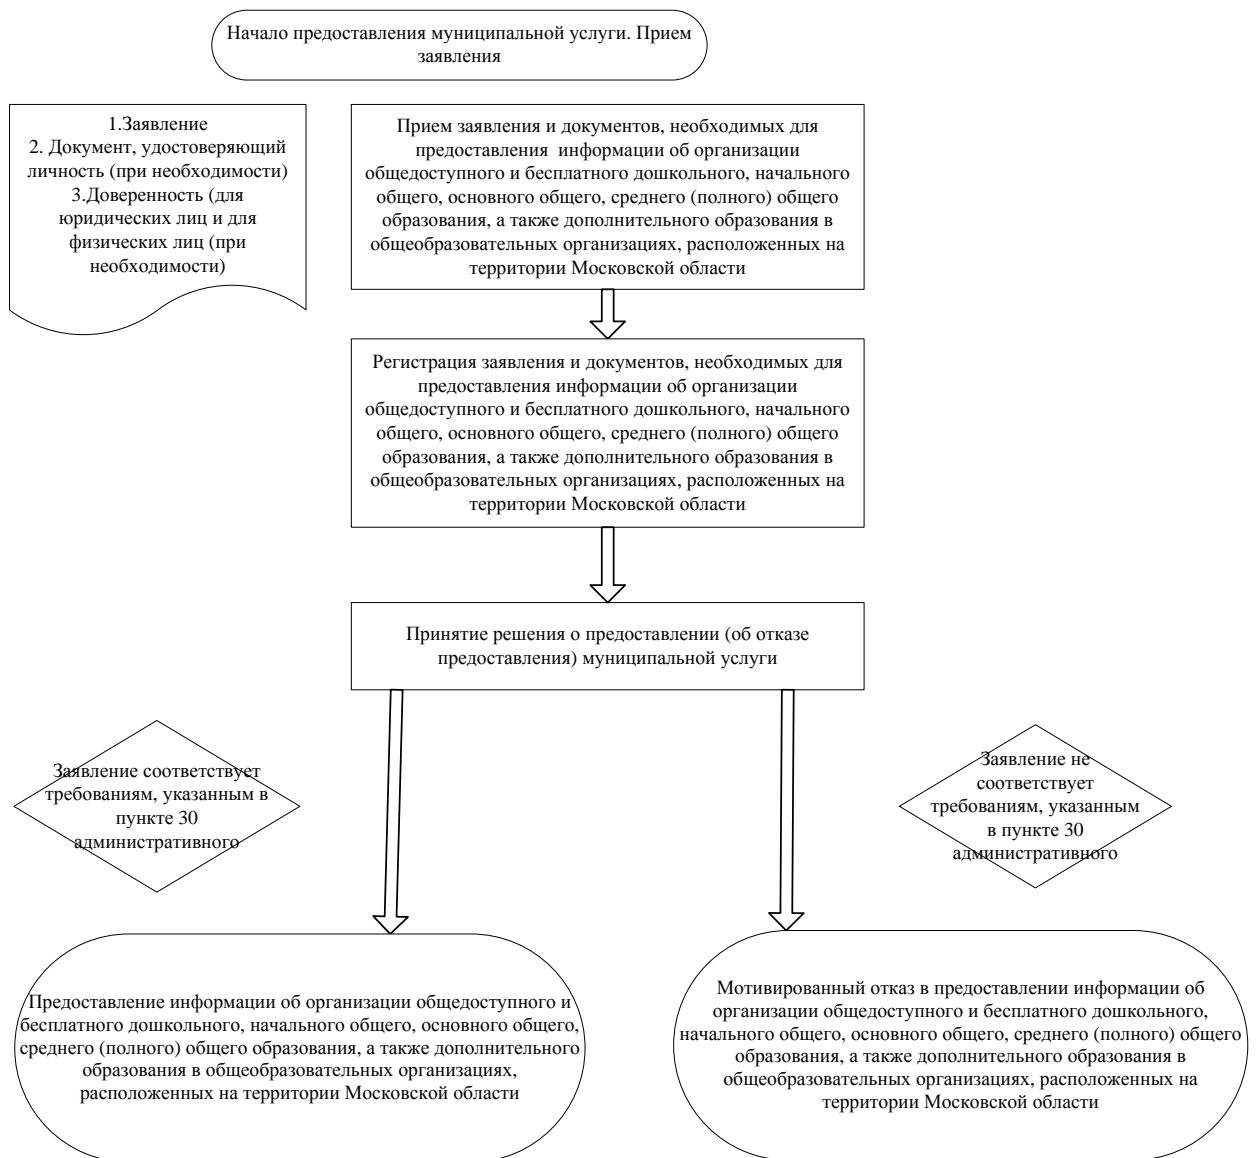 Начало предоставления муниципальной услуги. Прием
заявления
1.Заявление
2. Документ, удостоверяющий
личность (при необходимости)
3.Доверенность (для
юридических лиц и для
физических лиц (при
необходимости)
Прием заявления и документов, необходимых для
предоставления информации об организации
общедоступного и бесплатного дошкольного, начального
общего, основного общего, среднего (полного) общего
образования, а также дополнительного образования в
общеобразовательных организациях, расположенных на
территории Московской области
Регистрация заявления и документов, необходимых для
предоставления информации об организации
общедоступного и бесплатного дошкольного, начального
общего, основного общего, среднего (полного) общего
образования, а также дополнительного образования в
общеобразовательных организациях, расположенных на
территории Московской области
Принятие решения о предоставлении (об отказе
предоставления) муниципальной услуги
Заявление соответствует
требованиям, указанным в
пункте 30
административного
Заявление не
соответствует
требованиям, указанным
в пункте 30
административного
Предоставление информации об организации общедоступного и
бесплатного дошкольного, начального общего, основного общего,
среднего (полного) общего образования, а также дополнительного
образования в общеобразовательных организациях,
расположенных на территории Московской области
Мотивированный отказ в предоставлении информации об
организации общедоступного и бесплатного дошкольного,
начального общего, основного общего, среднего (полного) общего
образования, а также дополнительного образования в
общеобразовательных организациях, расположенных на
территории Московской области